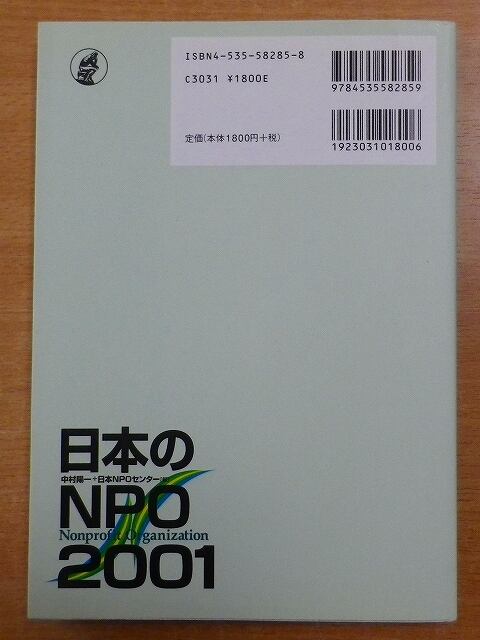 ISBN4-535-58285-8
C3031 ¥1800E
定価(本体1800円+税)
9784535582859
1923031018006
日本の
中村陽一+日本NPOセンター編
NPO
Nonprofit Organization
2001